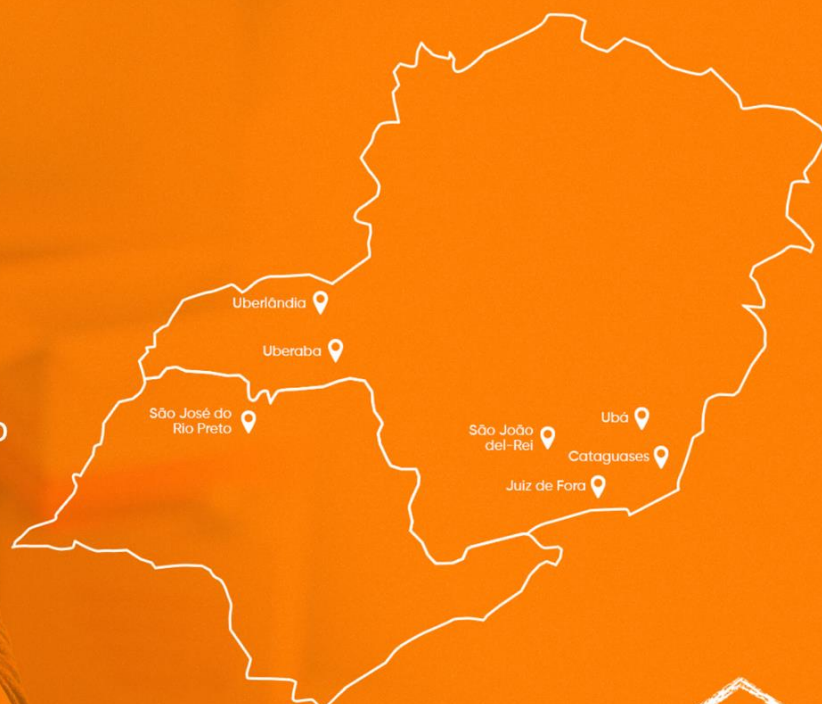 Uberlândia
Uberaba
São José do
Rio Preto
Ubá
São João
del-Rei
Cataguases
Juiz de Fora